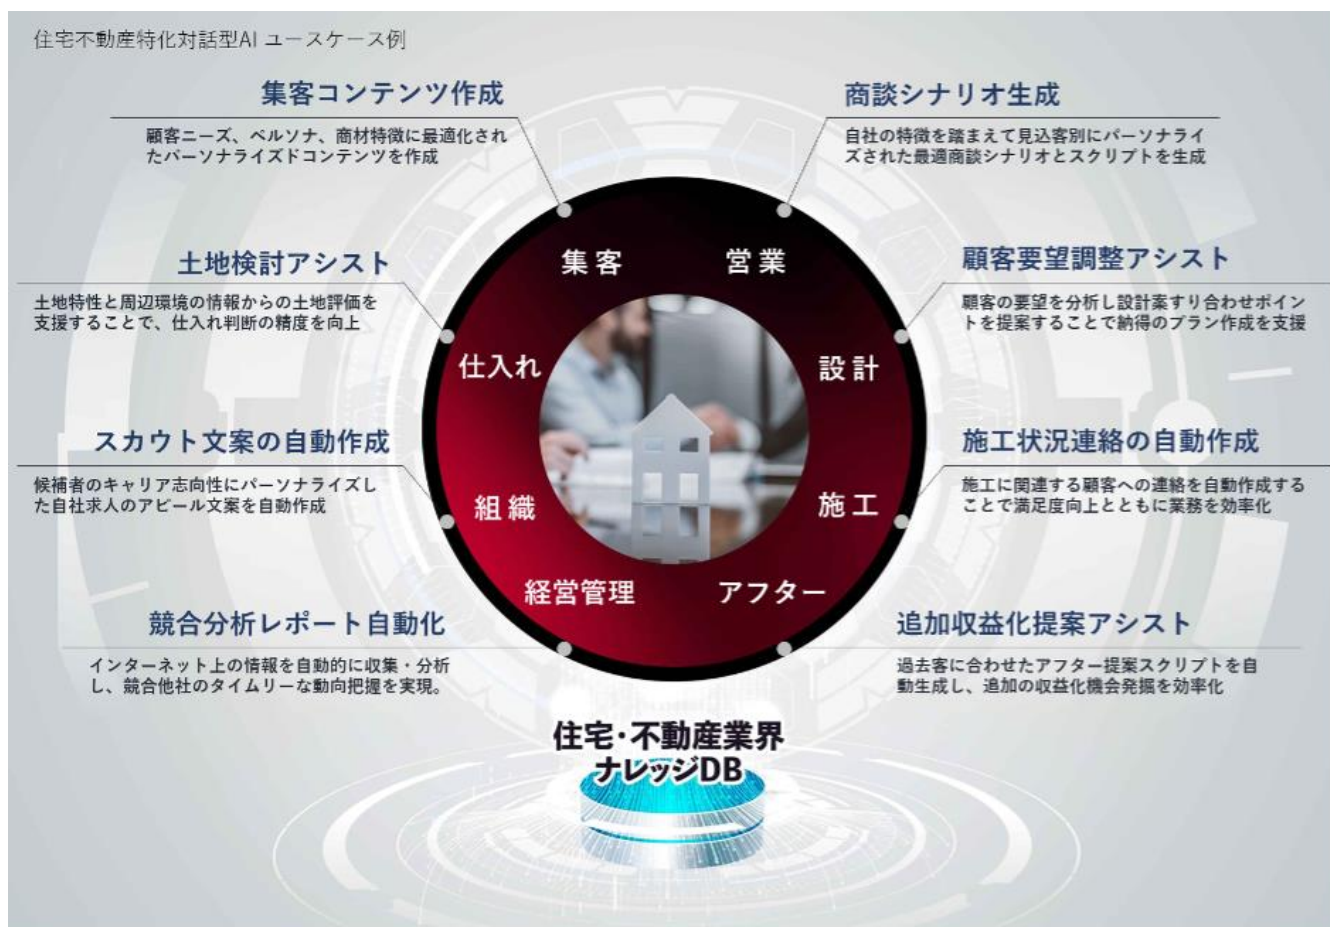 住宅不動産特化対話型AI ユースケース例
集客コンテンツ作成
顧客ニーズ、ペルソナ、商材特徴に最適化され
たパーソナライズドコンテンツを作成
商談シナリオ生成
自社の特徴を踏まえて見込客別にパーソナライ
ズされた最適商談シナリオとスクリプトを生成
土地検討アシスト
土地特性と周辺環境の情報からの土地評価を
支援することで、仕入れ判断の精度を向上
顧客要望調整アシスト
顧客の要望を分析し設計案すり合わせポイン
トを提案することで納得のプラン作成を支援
スカウト文案の自動作成
候補者のキャリア志向性にパーソナライズし
た自社求人のアピール文案を自動作成
施工状況連絡の自動作成
施工に関連する顧客への連絡を自動作成する
ことで満足度向上とともに業務を効率化
競合分析レポート自動化
インターネット上の情報を自動的に収集・分析
し、競合他社のタイムリーな動向把握を実現。
追加収益化提案アシスト
過去客に合わせたアフター提案スクリプトを自
動生成し、追加の収益化機会発掘を効率化
集客
営業
仕入れ
設計
組織
施工
経営管理
アフター
住宅・不動産業界
ナレッジDB